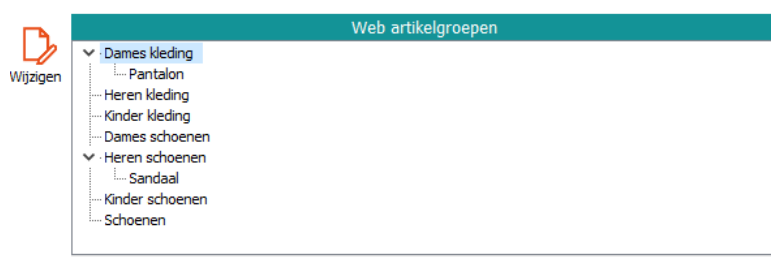 Web artikelgroepen
Wijzigen
Dames kleding
Pantalon
Heren kleding
Kinder kleding
Dames schoenen
Heren schoenen
Sandaal
Kinder schoenen
Schoenen